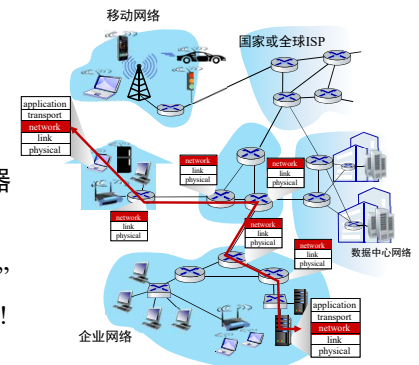 移动网络
国家或全球ISP
application
transport
network
link
physical
network
link
physical
network
link
physical
器
network
link
physical
network
link
physical
数据中心网络
network
link
physical
”
!
application
transport
network
link
physical
企业网络